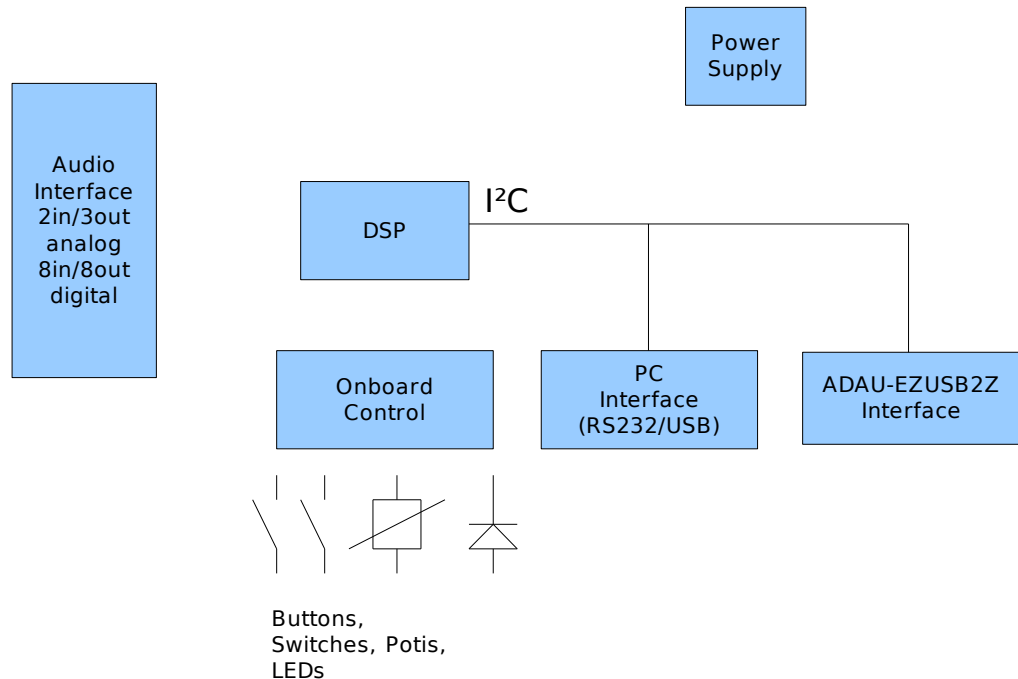 Power
Supply
Audio
Interface
2in/3out
analog
8in/8out
digital
DSP
I²C
Onboard
Control
PC
Interface
(RS232/USB)
ADAU-EZUSB2Z
Interface
Buttons,
Switches, Potis,
LEDs